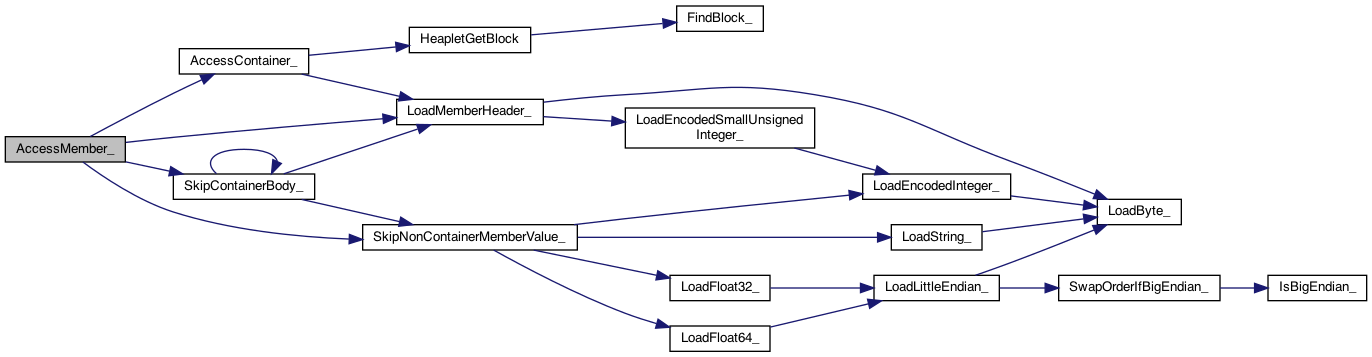 FindBlock_
HeapletGetBlock
AccessContainer_
LoadMemberHeader_
LoadEncodedSmallUnsigned
Integer_
AccessMember_
SkipContainerBody_
LoadEncodedInteger_
LoadByte_
SkipNonContainerMemberValue_
LoadString_
LoadFloat32_
LoadLittleEndian_
SwapOrderIfBigEndian_
IsBigEndian_
LoadFloat64_